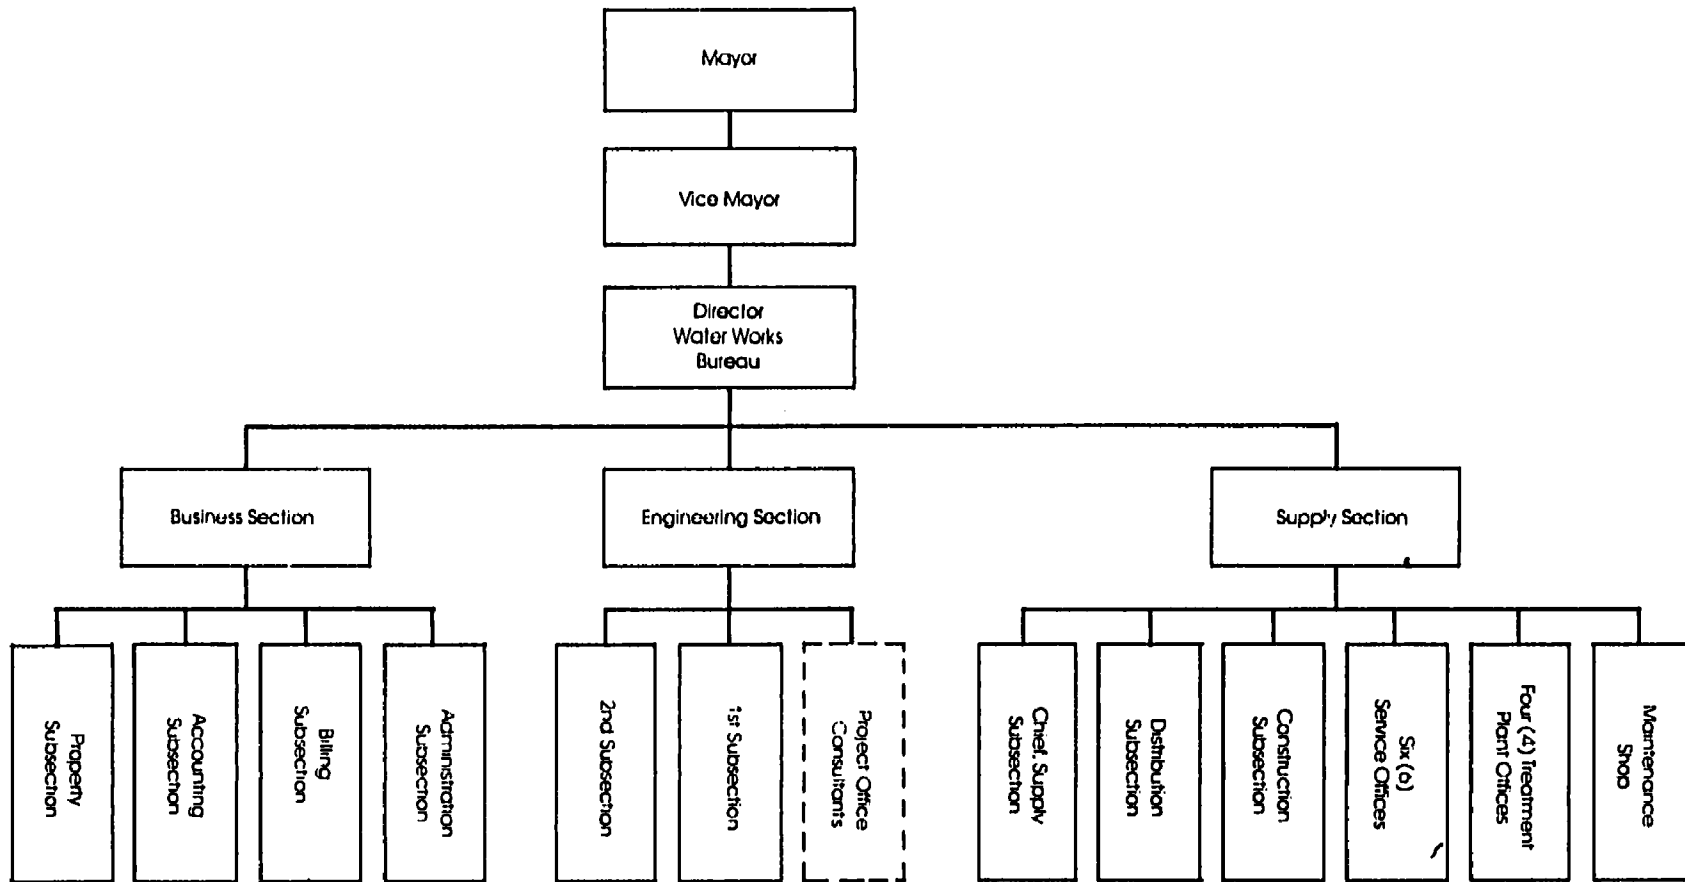 Mayor
Vice Mayor
Director
Water Works
Bureau
Business Section
Engineering Section
Supply Section
Property
Subsection
Accounting
Subsection
Billing
Subsection
Administration
Subsection
2nd Subsection
1st Subsection
Project Office
Consultants
Chief, Supply
Subsection
Distribution
Subsection
Construction
Subsection
Six (6)
Service Offices
Four (4) Treatment
Plant Offices
Maintenance
Shop